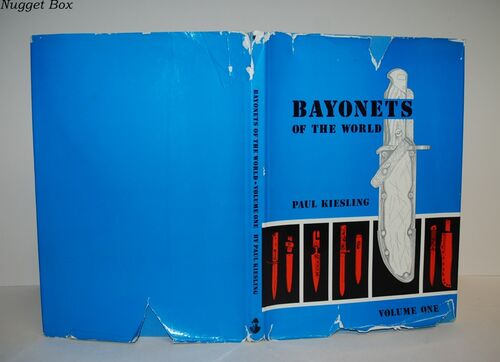 Nugget Box
BAYONETS OF THE WORLD • VOLUME ONE BY PAUL KIESLING
BAYONETS
OF THE WORLD
PAUL KIESLING
VOLUME ONE